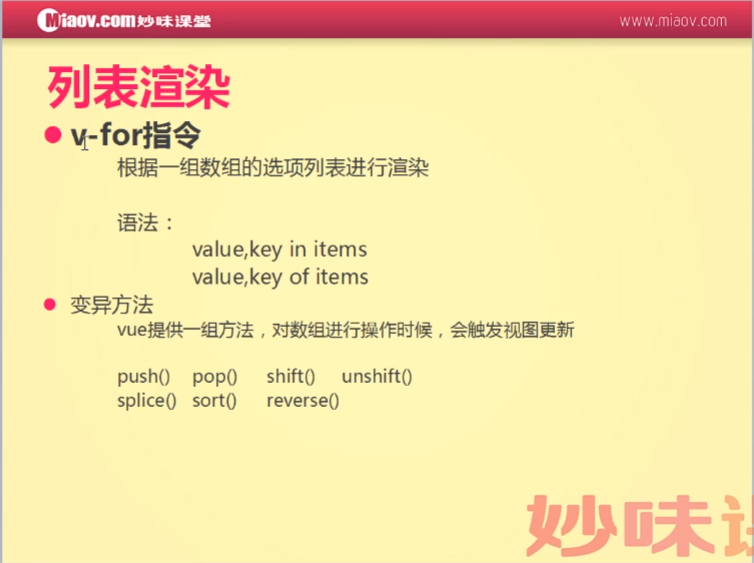 Miaov.com妙味课堂
www.miaov.com
列表渲染
v-for指令
根据一组数组的选项列表进行渲染
语法：
value,key in items
value,key of items
变异方法
vue提供一组方法，对数组进行操作时候，会触发视图更新
push() pop() shift() unshift()
splice() sort() reverse()
妙味